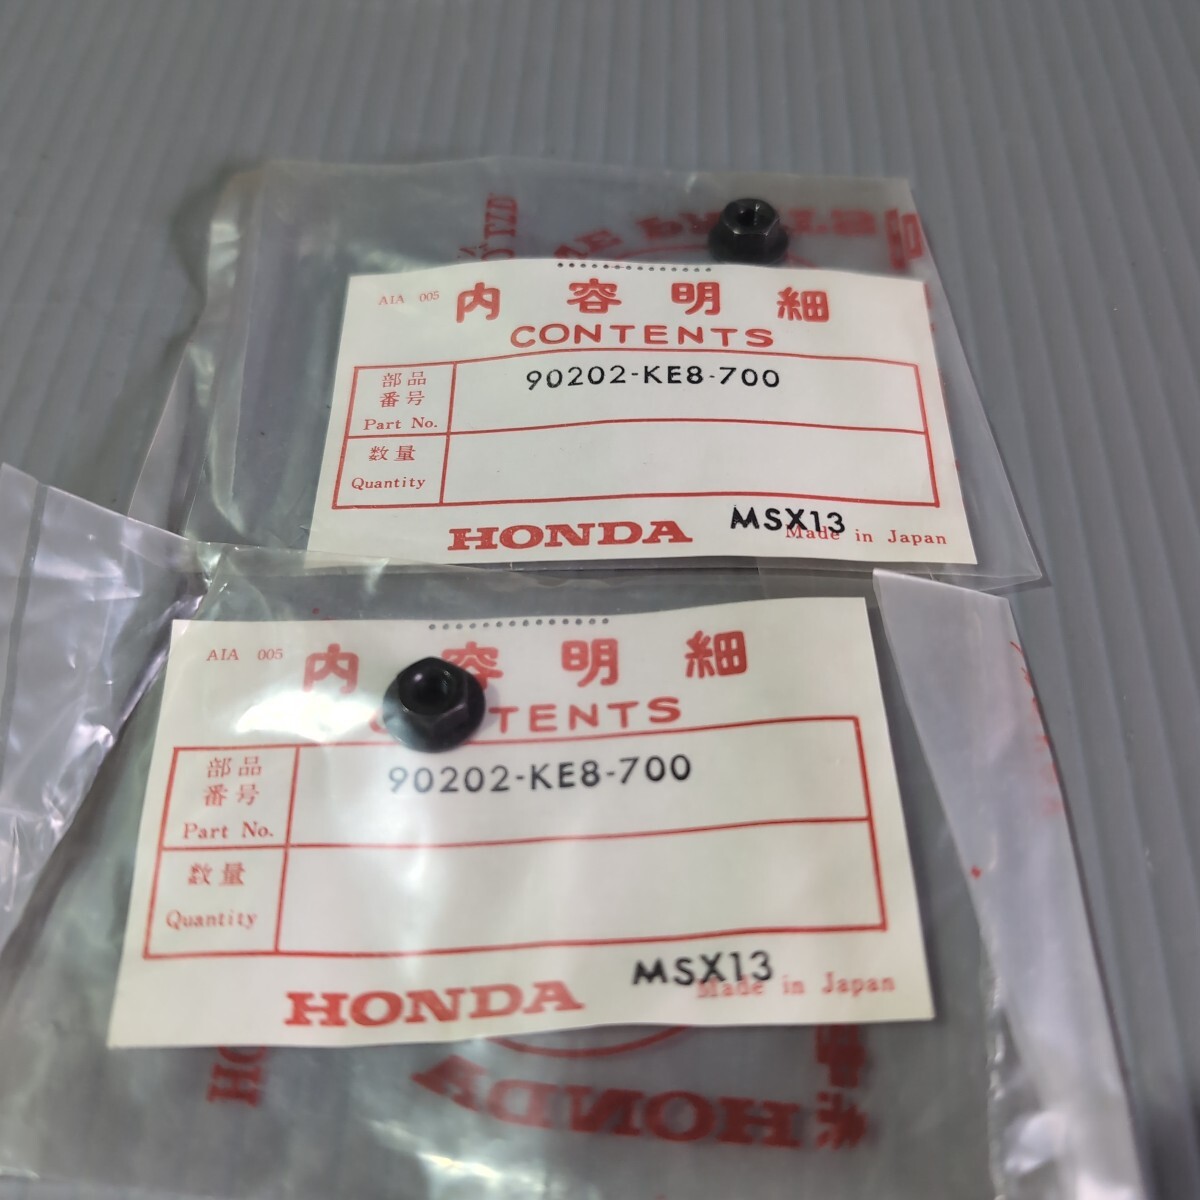 AIA 005
内容明細
CONTENTS
部品
番号
Part No.
90202-KE8-700
数量
Quantity
HONDA
MSX13
Made in Japan
AIA 005
内容明細
TENTS
部品
番号
Part No.
90202-KE8-700
数量
Quantity
HONDA
MSX13
Made in Japan
HONDA